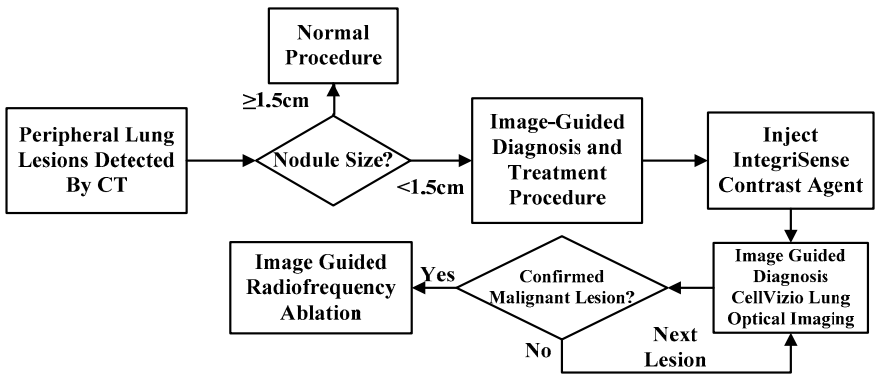 Normal
Procedure
≥1.5cm
Peripheral Lung
Lesions Detected
By CT
Nodule Size?
<1.5cm
Image-Guided
Diagnosis and
Treatment
Procedure
Inject
IntegriSense
Contrast Agent
Image Guided
Diagnosis
CellVizio Lung
Optical Imaging
Confirmed
Malignant Lesion?
Yes
Image Guided
Radiofrequency
Ablation
No
Next
Lesion